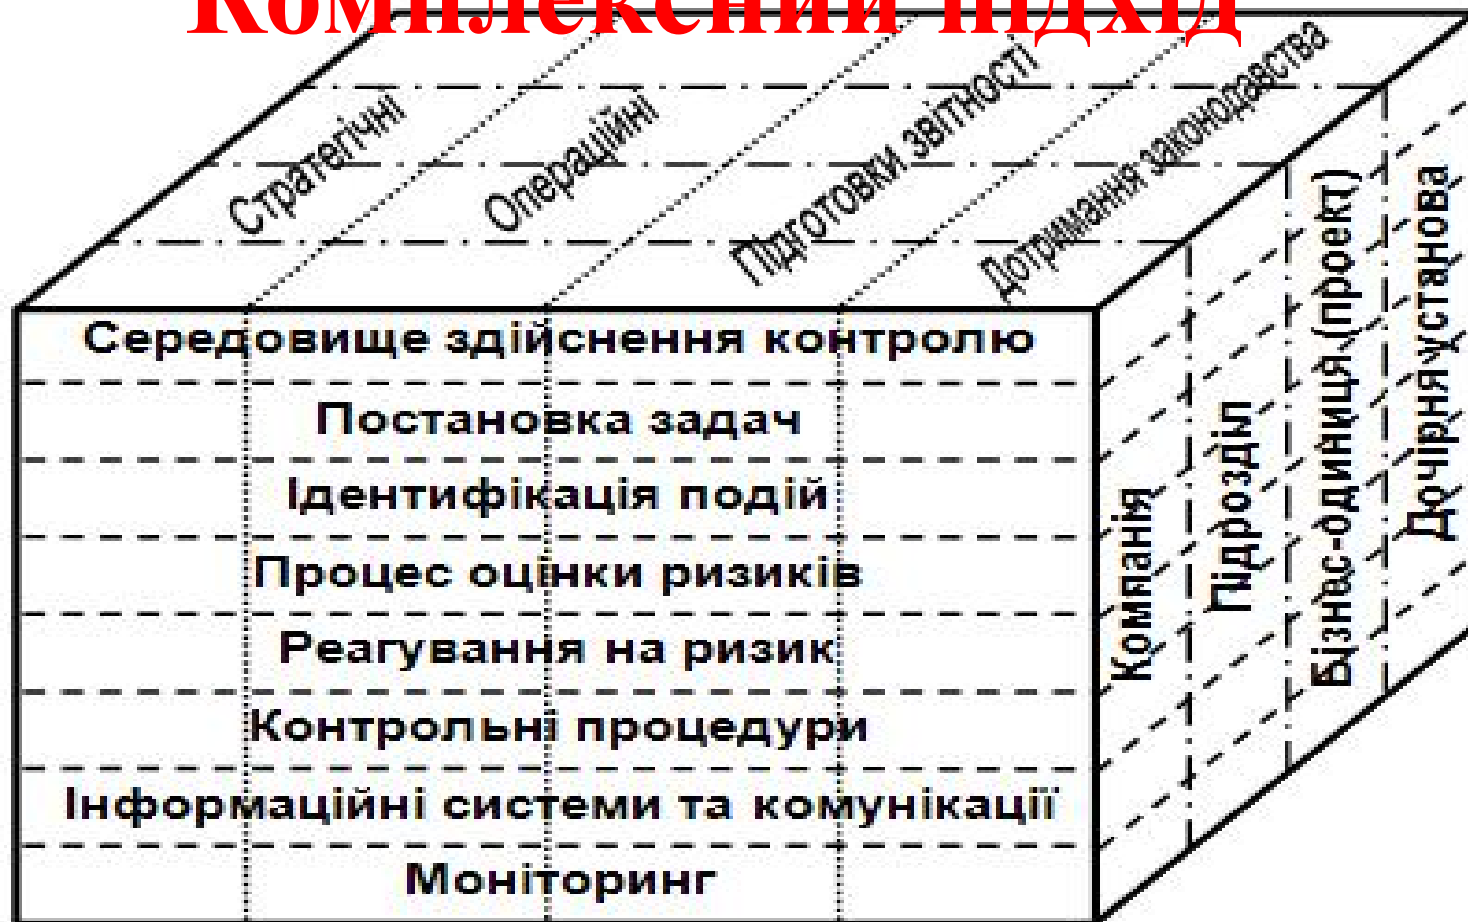 Комплексний підхід
Стратегічні
Операційні
Підготовки звітності
Дотримання законодавства
Середовище здійснення контролю
Постановка задач
Ідентифікація подій
Процес оцінки ризиків
Реагування на ризик
Контрольні процедури
Інформаційні системи та комунікації
Моніторинг
Компанія
Підрозділ
Бізнес-одиниця (проект)
Дочірня установа